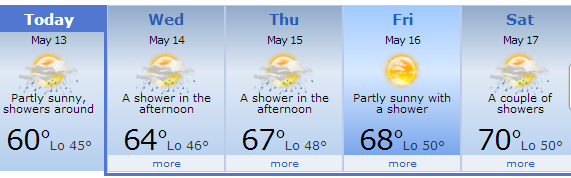 Today
May 13
Partly sunny,
showers around
60° Lo 45°
Wed
May 14
A shower in the
afternoon
64° Lo 46°
more
Thu
May 15
A shower in the
afternoon
67° Lo 48°
more
Fri
May 16
Partly sunny with
a shower
68° Lo 50°
more
Sat
May 17
A couple of
showers
70° Lo 50°
more